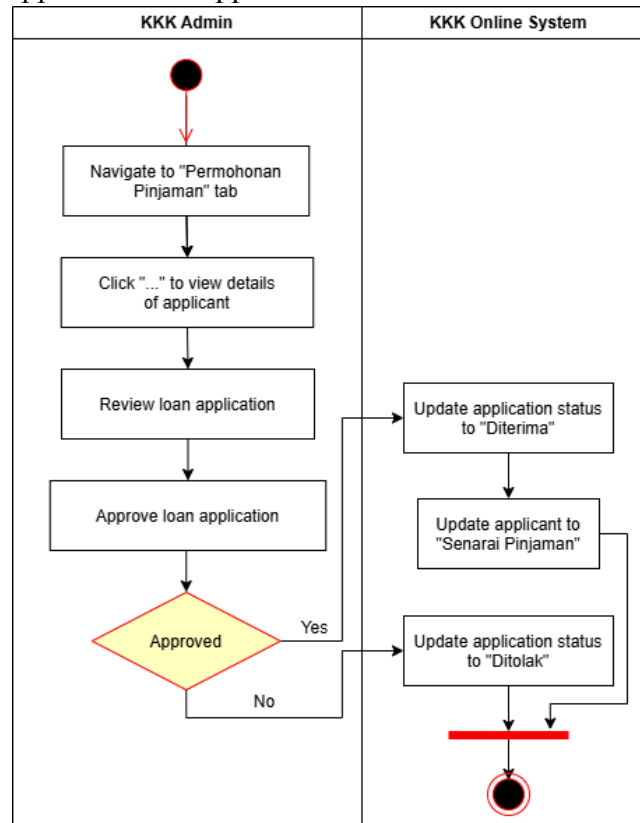 KKK Admin
KKK Online System
Navigate to "Permohonan
Pinjaman" tab
Click "..." to view details
of applicant
Review loan application
Update application status
to "Diterima"
Approve loan application
Update applicant to
"Senarai Pinjaman"
Approved
Yes
Update application status
to "Ditolak"
No